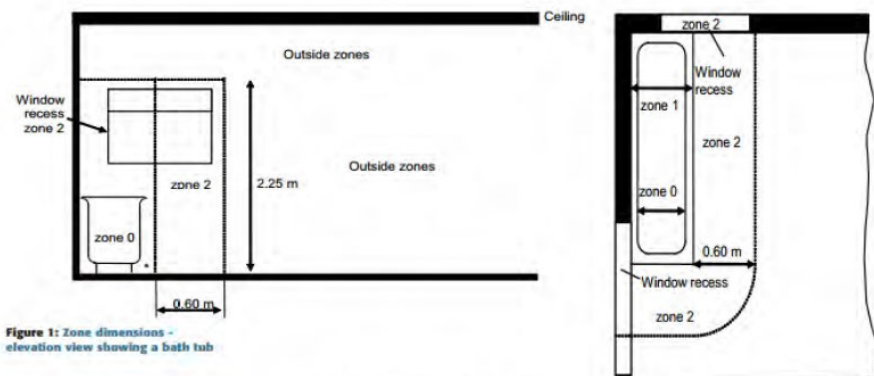 Ceiling
Outside zones
Window
recess
zone 2
zone 2
2.25 m
Outside zones
zone 0
0.60 m
Figure 1: Zone dimensions -
elevation view showing a bath tub
zone 2
Window
recess
zone 1
zone 2
zone 0
0.60 m
Window recess
zone 2